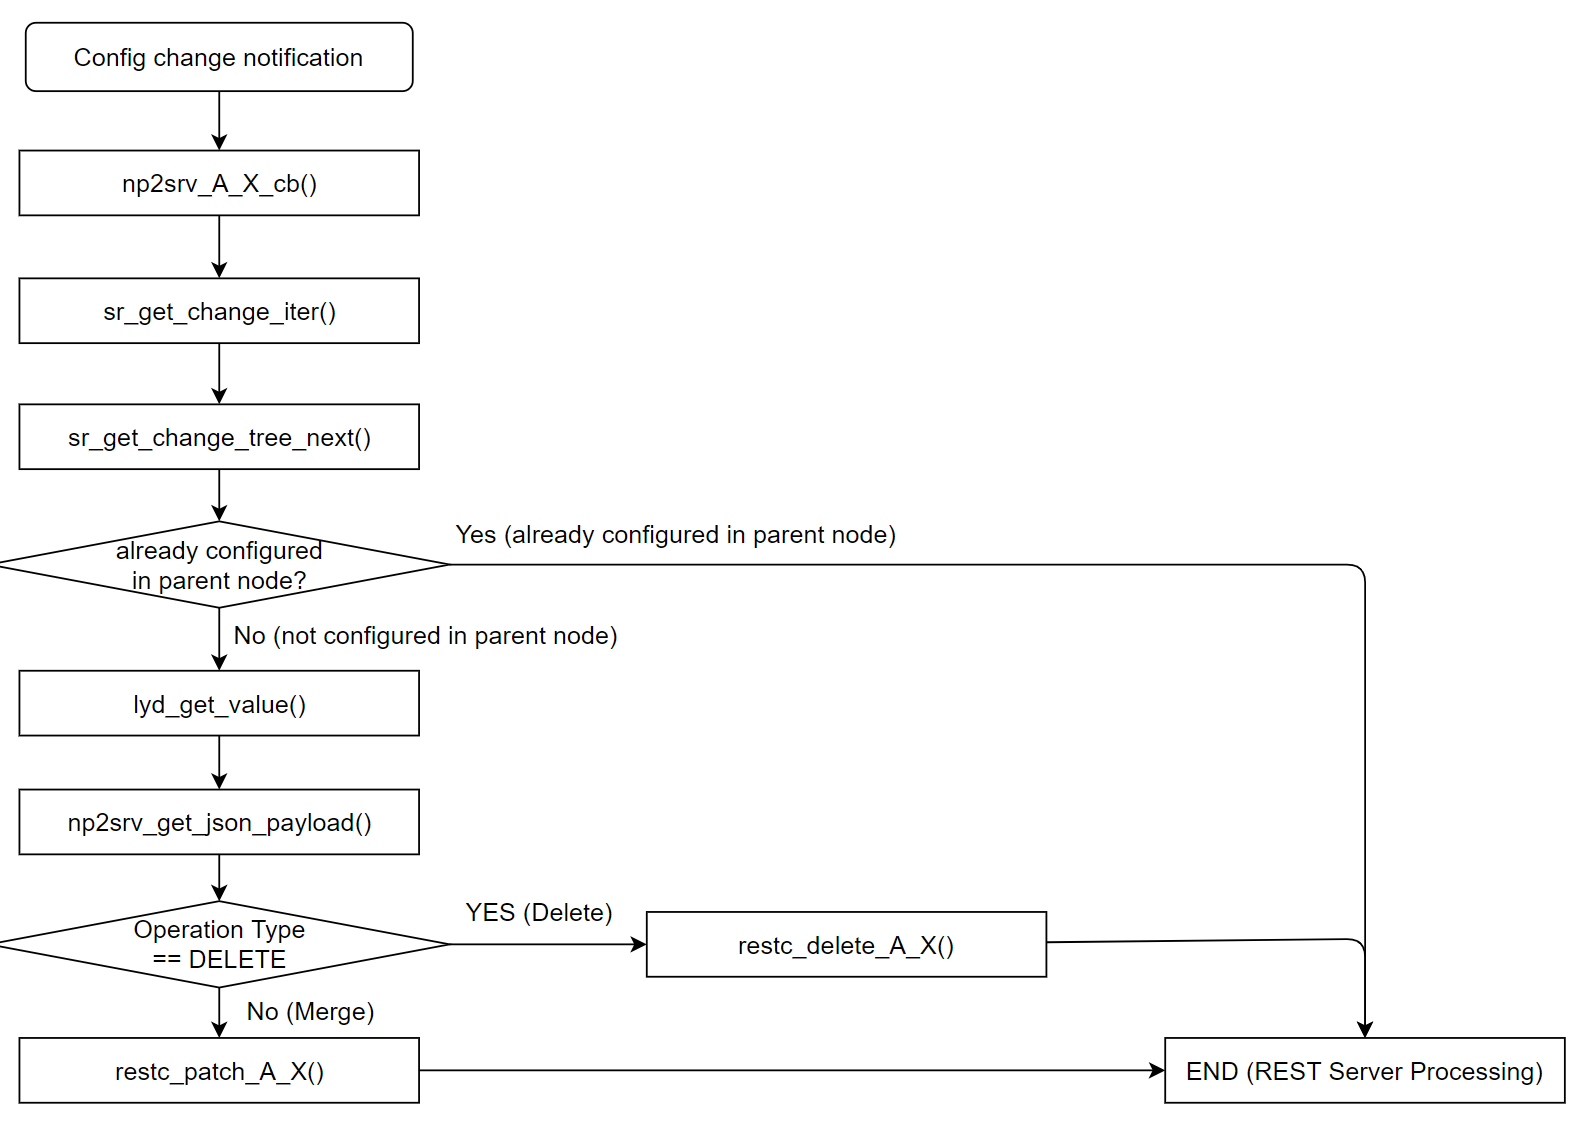 Config change notification
np2srv_A_X_cb()
sr_get_change_iter()
sr_get_change_tree_next()
already configured
in parent node?
Yes (already configured in parent node)
No (not configured in parent node)
lyd_get_value()
np2srv_get_json_payload()
Operation Type
== DELETE
YES (Delete)
restc_delete_A_X()
No (Merge)
restc_patch_A_X()
END (REST Server Processing)